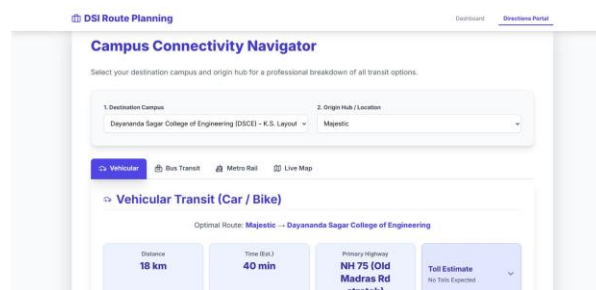 DSI Route Planning
Dashboard
Directions Portal
Campus Connectivity Navigator
Select your destination campus and origin hub for a professional breakdown of all transit options.
1. Destination Campus
2. Origin Hub / Location
Dayananda Sagar College of Engineering (DSCE) - K.S. Layout
Majestic
Vehicular
Bus Transit
Metro Rail
Live Map
Vehicular Transit (Car / Bike)
Optimal Route: Majestic → Dayananda Sagar College of Engineering
Distance
18 km
Time (Est.)
40 min
Primary Highway
NH 75 (Old
Madras Rd
stretch)
Toll Estimate
No Tolls Expected